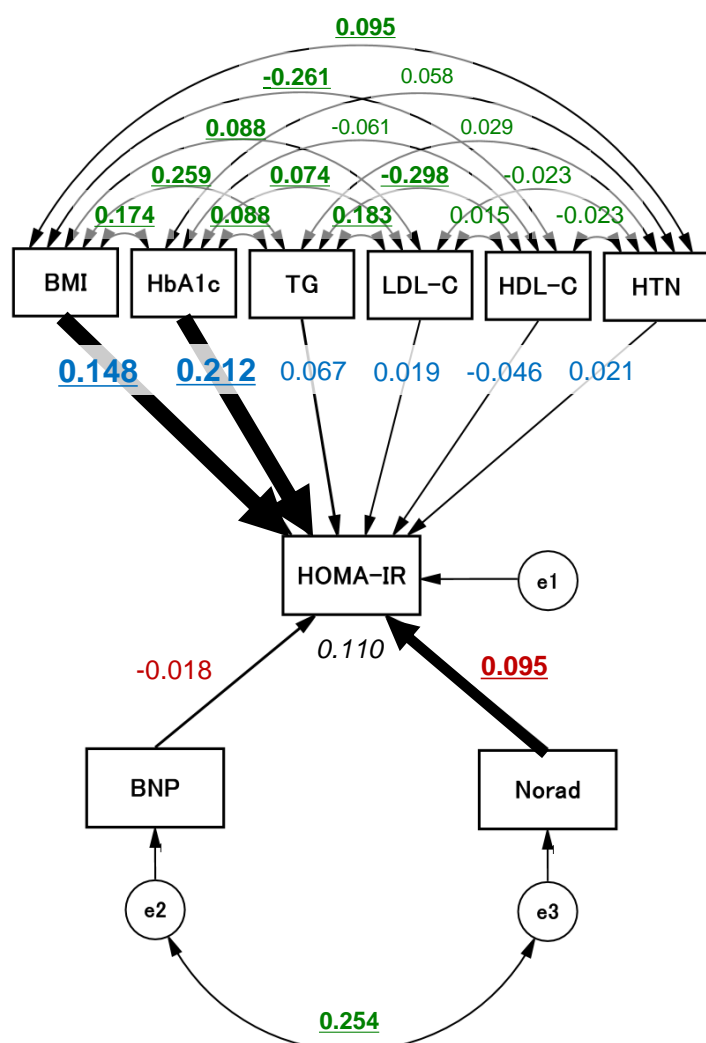 0.095
-0.261 0.058
0.088 -0.061 0.029
0.259 0.074 -0.298 -0.023
0.174 0.088 0.183 0.015 -0.023
BMI HbA1c TG LDL-C HDL-C HTN
0.148 0.212 0.067 0.019 -0.046 0.021
HOMA-IR e1
0.110
-0.018 0.095
BNP Norad
1 1
e2 e3
0.254